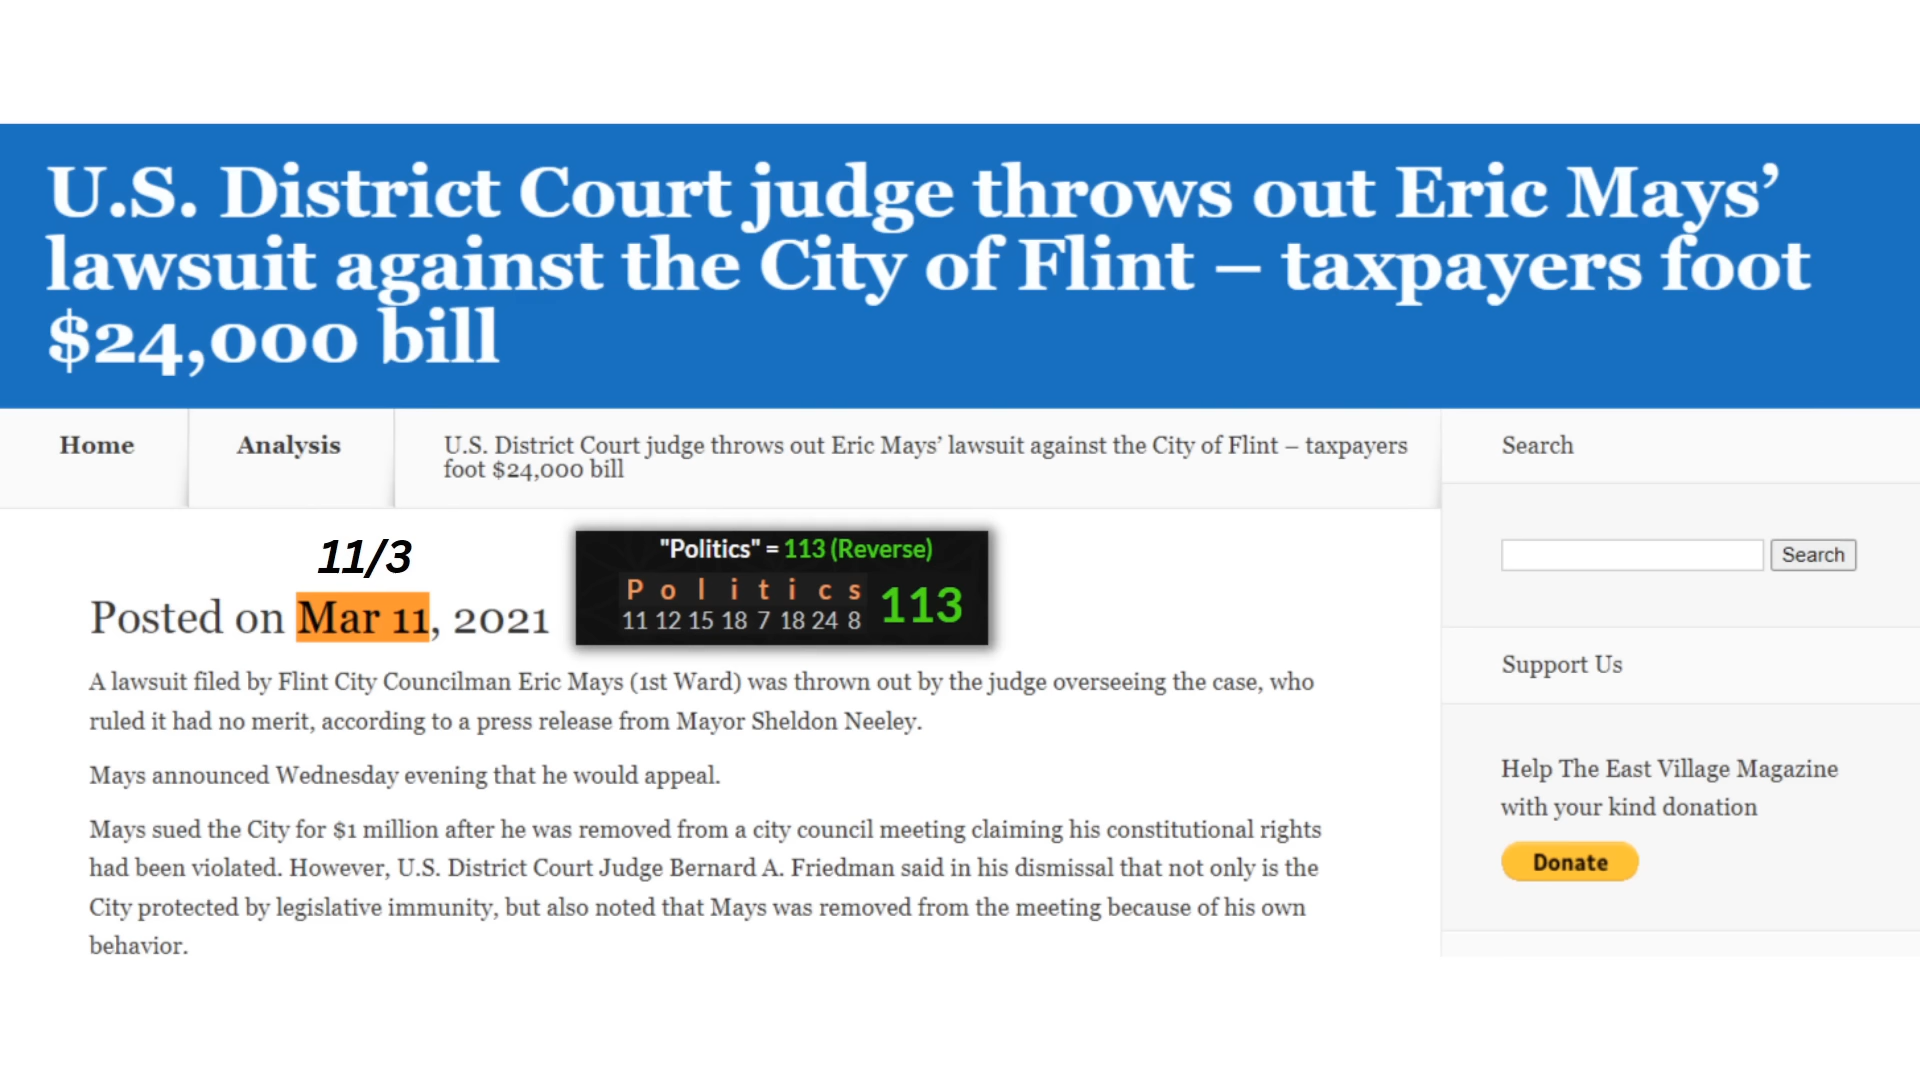 U.S. District Court judge throws out Eric Mays’
lawsuit against the City of Flint – taxpayers foot
$24,000 bill
Home
Analysis
U.S. District Court judge throws out Eric Mays’ lawsuit against the City of Flint – taxpayers
foot $24,000 bill
Search
11/3
Posted on Mar 11, 2021
"Politics" = 113 (Reverse)
P o l i t i c s
11 12 15 18 7 18 24 8
113
Search
A lawsuit filed by Flint City Councilman Eric Mays (1st Ward) was thrown out by the judge overseeing the case, who
ruled it had no merit, according to a press release from Mayor Sheldon Neeley.
Mays announced Wednesday evening that he would appeal.
Mays sued the City for $1 million after he was removed from a city council meeting claiming his constitutional rights
had been violated. However, U.S. District Court Judge Bernard A. Friedman said in his dismissal that not only is the
City protected by legislative immunity, but also noted that Mays was removed from the meeting because of his own
behavior.
Support Us
Help The East Village Magazine
with your kind donation
Donate